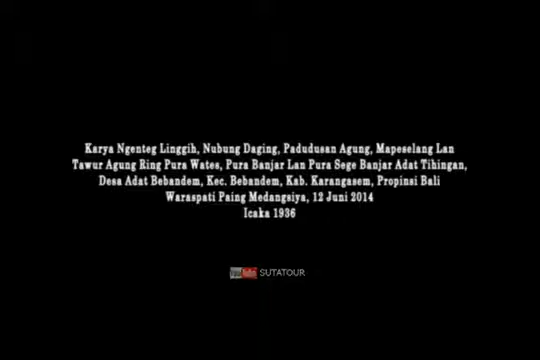 Karya Ngenteg Linggih, Nubung Daging, Padudusan Agung, Mapeselang Lan
Tawur Agung Ring Pura Wates, Pura Banjar Lan Pura Sege Banjar Adat Tihingan,
Desa Adat Bebandem, Kec. Bebandem, Kab. Karangasem, Propinsi Bali
Waraspati Paing Medangsiya, 12 Juni 2014
Icaka 1936
YouTube SUTATOUR